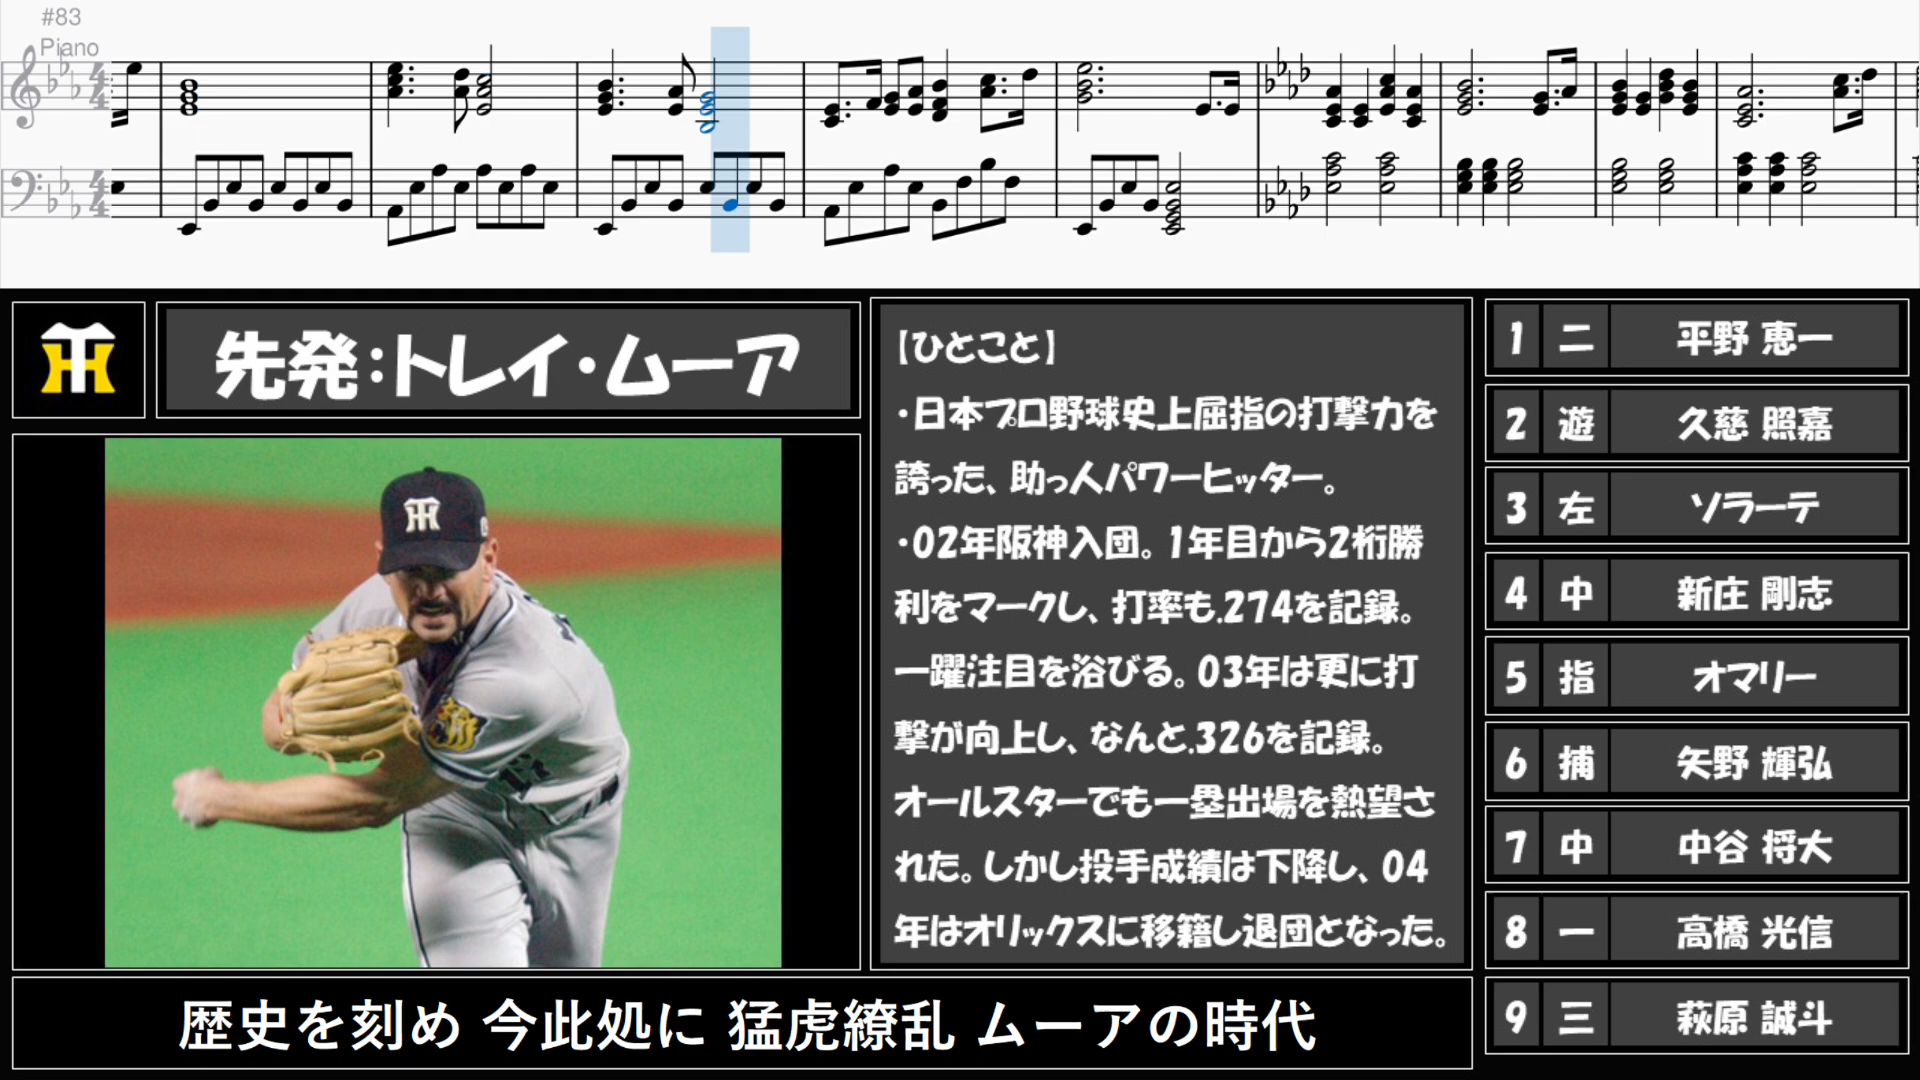 #83
Piano
先発:トレイ・ムーア
【ひとこと】
・日本プロ野球史上屈指の打撃力を
誇った、助っ人パワーヒッター。
・02年阪神入団。1年目から2桁勝
利をマークし、打率も.274を記録。
一躍注目を浴びる。03年は更に打
撃が向上し、なんと.326を記録。
オールスターでも一塁出場を熱望さ
れた。しかし投手成績は下降し、04
年はオリックスに移籍し退団となった。
1 二 平野 恵一
2 遊 久慈 照嘉
3 左 ソラーテ
4 中 新庄 剛志
5 指 オマリー
6 捕 矢野 輝弘
7 中 中谷 将大
8 一 高橋 光信
9 三 萩原 誠斗
歴史を刻め 今此処に 猛虎繚乱 ムーアの時代